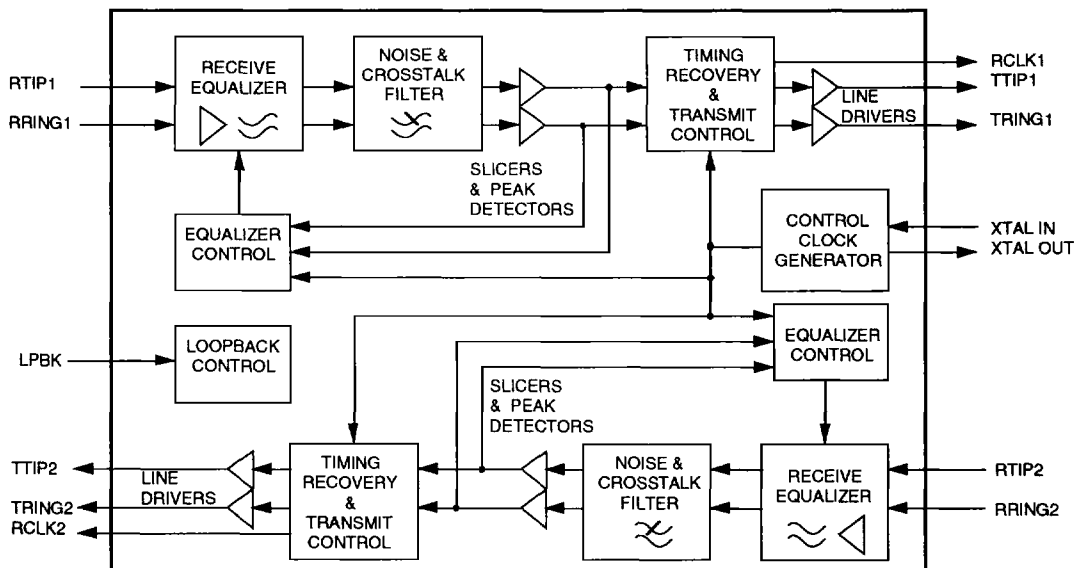 RTIP1
RRING1
RECEIVE
EQUALIZER
NOISE &
CROSSTALK
FILTER
SLICERS
& PEAK
DETECTORS
TIMING
RECOVERY
&
TRANSMIT
CONTROL
LINE
DRIVERS
RCLK1
TTIP1
TRING1
EQUALIZER
CONTROL
CONTROL
CLOCK
GENERATOR
XTAL IN
XTAL OUT
LPBK
LOOPBACK
CONTROL
EQUALIZER
CONTROL
SLICERS
& PEAK
DETECTORS
TTIP2
TRING2
RCLK2
LINE
DRIVERS
TIMING
RECOVERY
&
TRANSMIT
CONTROL
NOISE &
CROSSTALK
FILTER
RECEIVE
EQUALIZER
RTIP2
RRING2